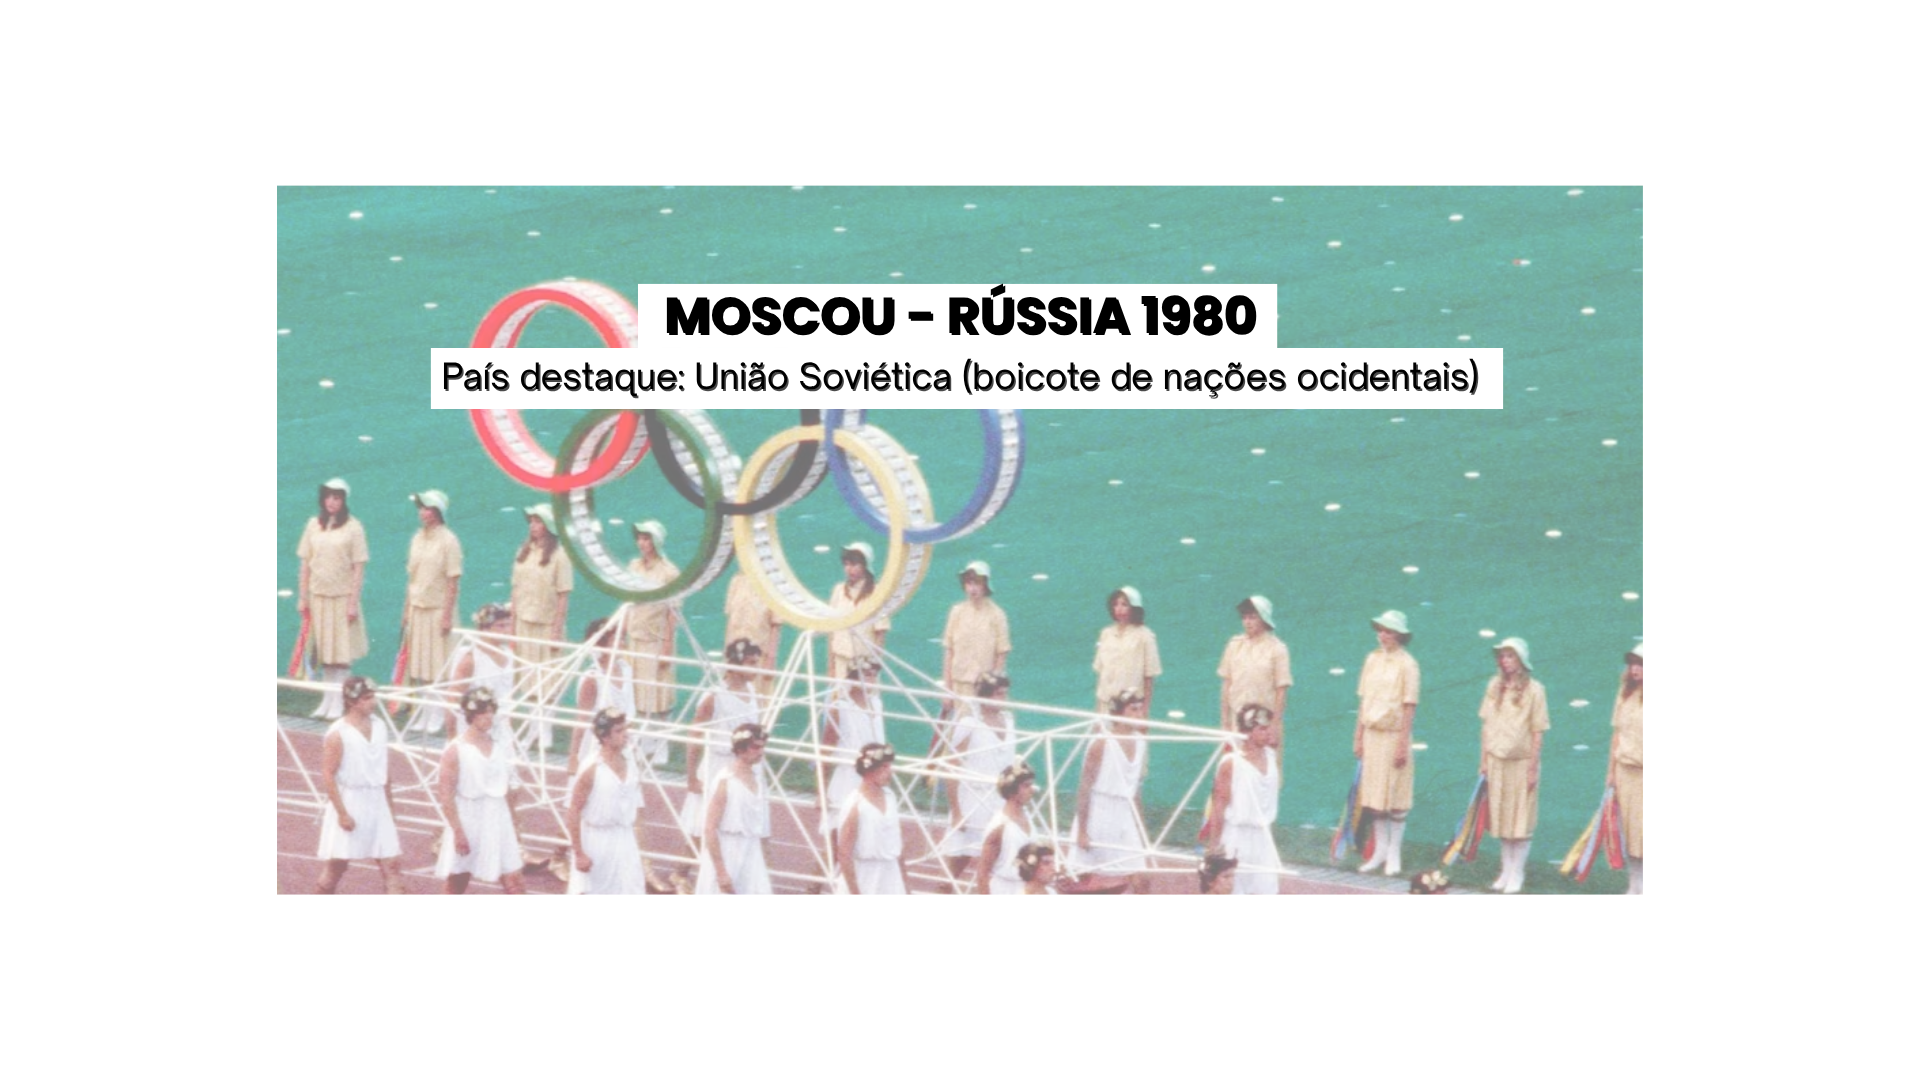 MOSCOU - RÚSSIA 1980
País destaque: União Soviética (boicote de nações ocidentais)